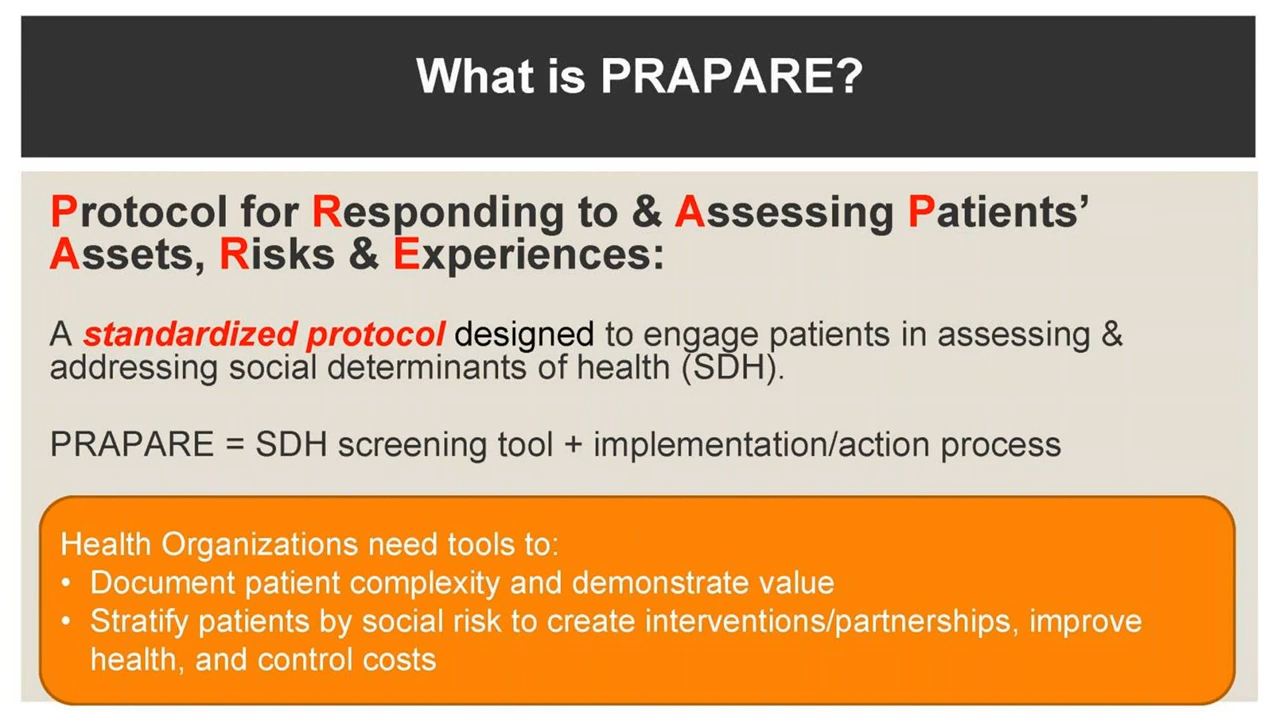 What is PRAPARE?
Protocol for Responding to & Assessing Patients’
Assets, Risks & Experiences:
A standardized protocol designed to engage patients in assessing &
addressing social determinants of health (SDH).
PRAPARE = SDH screening tool + implementation/action process
Health Organizations need tools to:
• Document patient complexity and demonstrate value
• Stratify patients by social risk to create interventions/partnerships, improve
health, and control costs